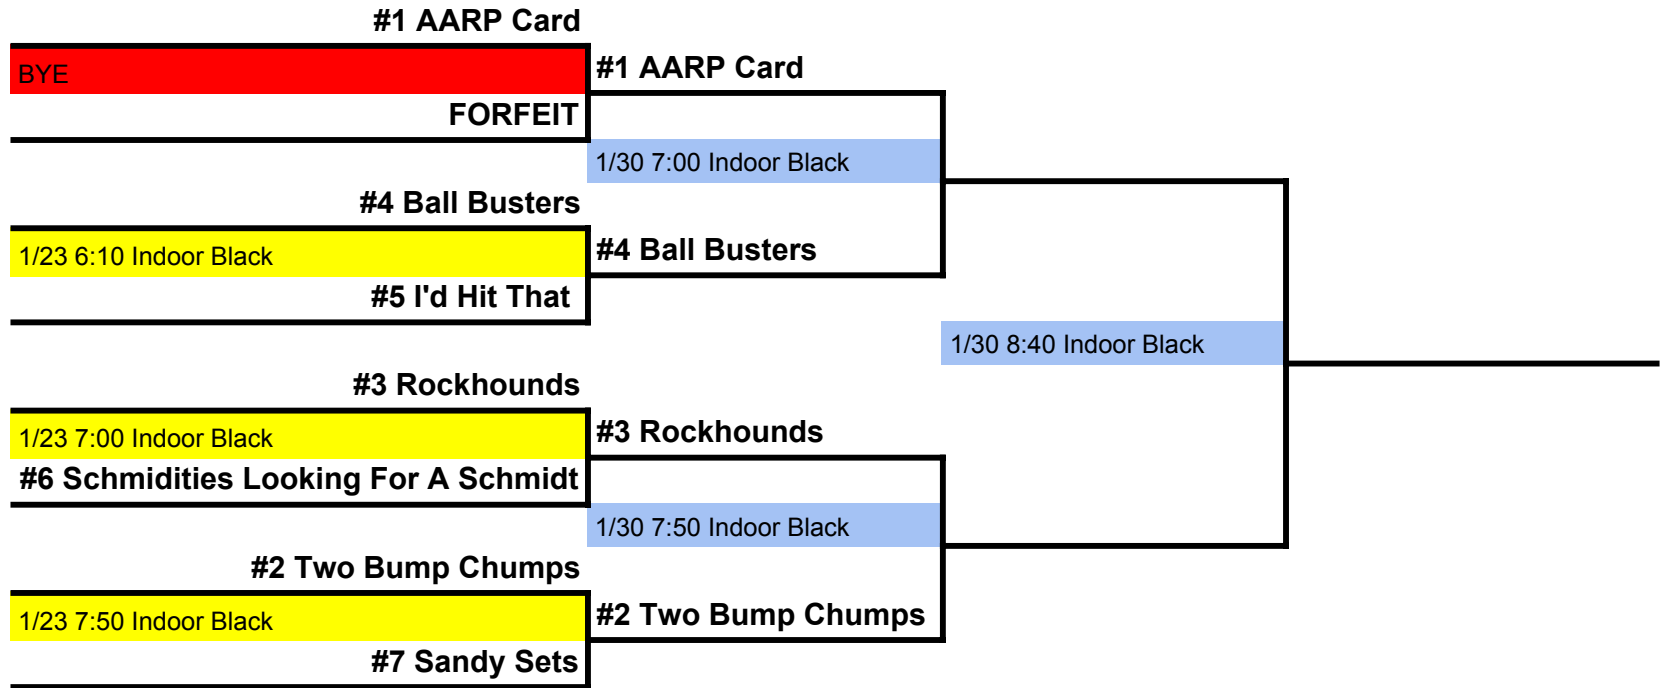 #1 AARP Card
BYE
#1 AARP Card
FORFEIT
1/30 7:00 Indoor Black
#4 Ball Busters
1/23 6:10 Indoor Black
#4 Ball Busters
#5 I'd Hit That
1/30 8:40 Indoor Black
#3 Rockhounds
1/23 7:00 Indoor Black
#3 Rockhounds
#6 Schmidities Looking For A Schmidt
1/30 7:50 Indoor Black
#2 Two Bump Chumps
1/23 7:50 Indoor Black
#2 Two Bump Chumps
#7 Sandy Sets